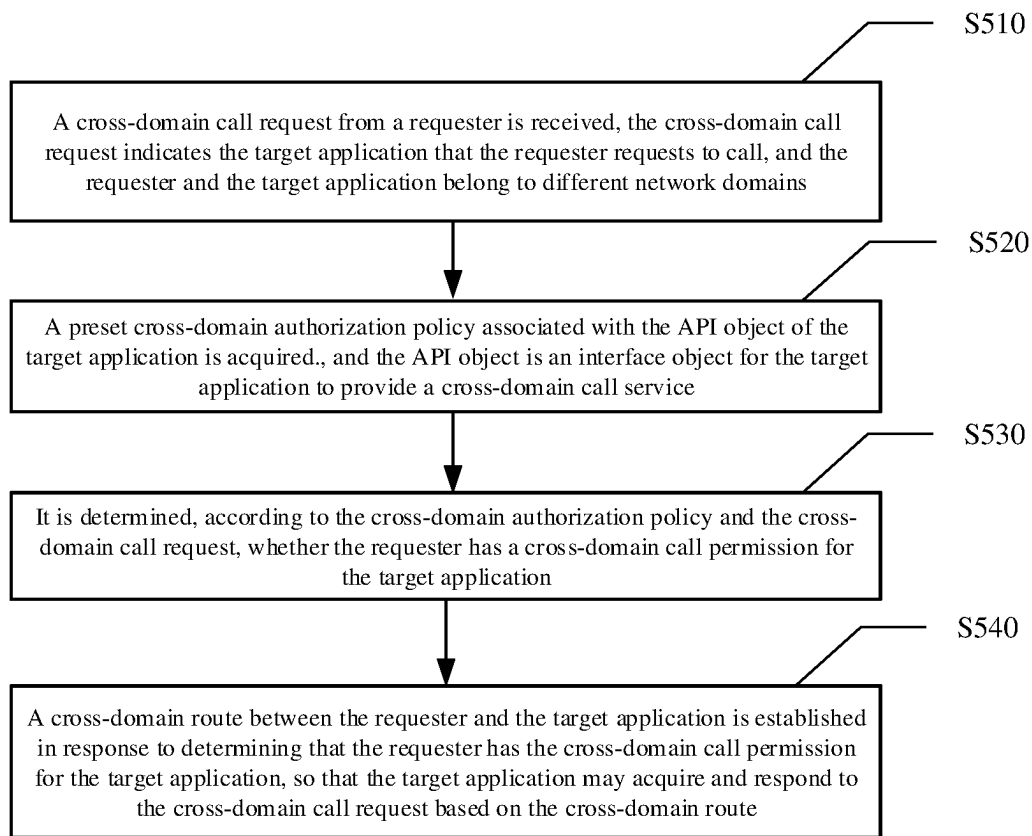 S510
A cross-domain call request from a requester is received, the cross-domain call
request indicates the target application that the requester requests to call, and the
requester and the target application belong to different network domains
S520
A preset cross-domain authorization policy associated with the API object of the
target application is acquired., and the API object is an interface object for the target
application to provide a cross-domain call service
S530
It is determined, according to the cross-domain authorization policy and the cross-
domain call request, whether the requester has a cross-domain call permission for
the target application
S540
A cross-domain route between the requester and the target application is established
in response to determining that the requester has the cross-domain call permission
for the target application, so that the target application may acquire and respond to
the cross-domain call request based on the cross-domain route